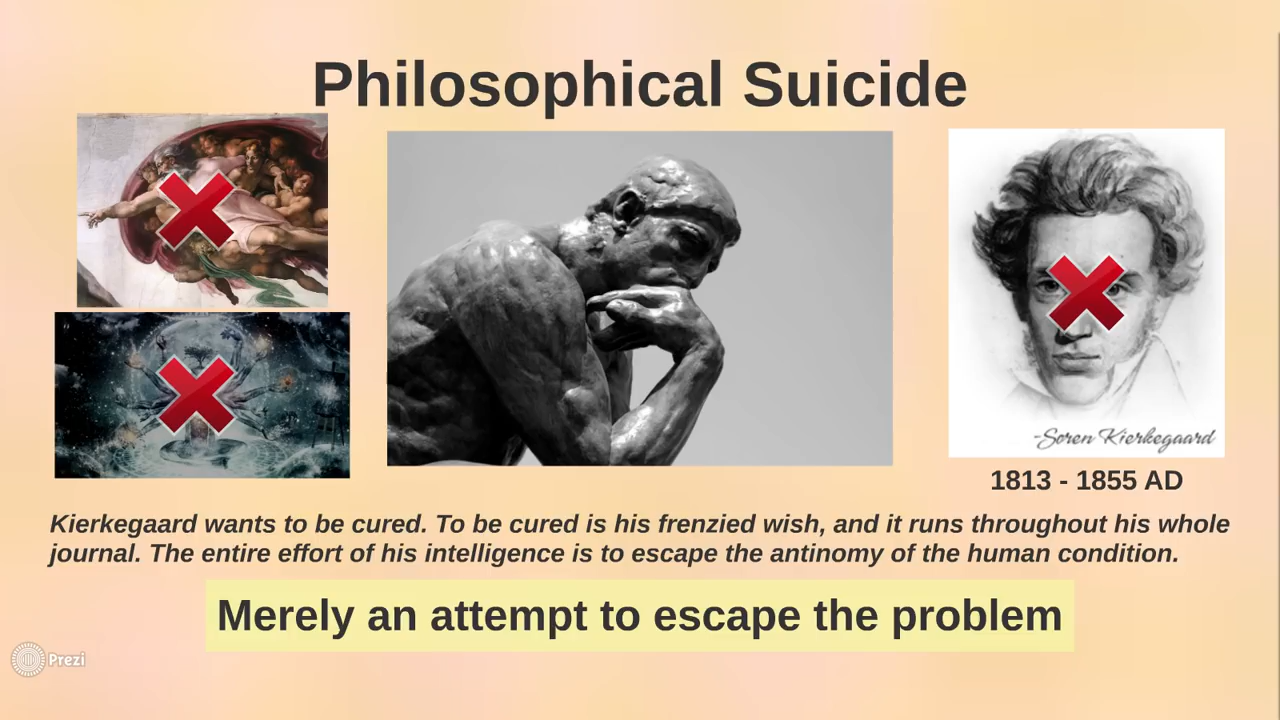 Philosophical Suicide
-Soren Kierkegaard
1813 - 1855 AD
Kierkegaard wants to be cured. To be cured is his frenzied wish, and it runs throughout his whole
journal. The entire effort of his intelligence is to escape the antinomy of the human condition.
Merely an attempt to escape the problem
Prezi